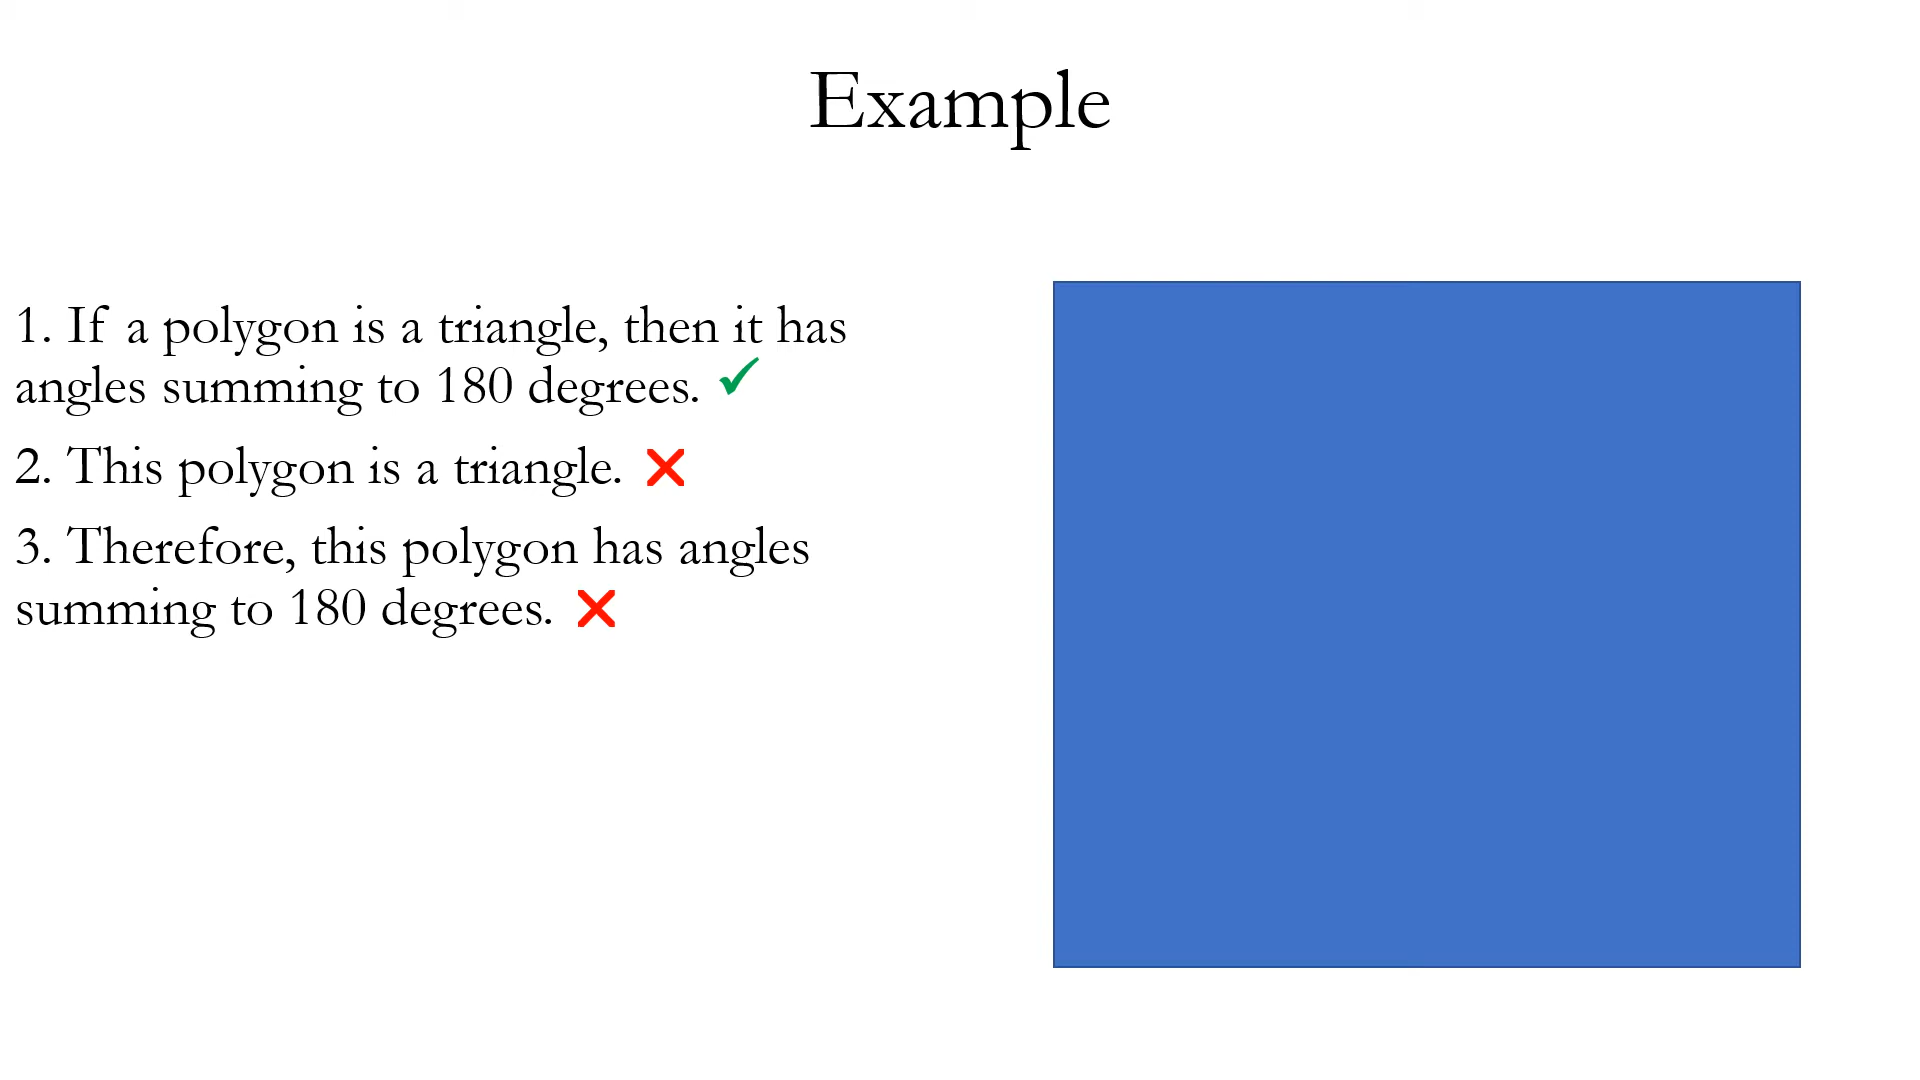 Example
1. If a polygon is a triangle, then it has
angles summing to 180 degrees.
2. This polygon is a triangle.
3. Therefore, this polygon has angles
summing to 180 degrees.